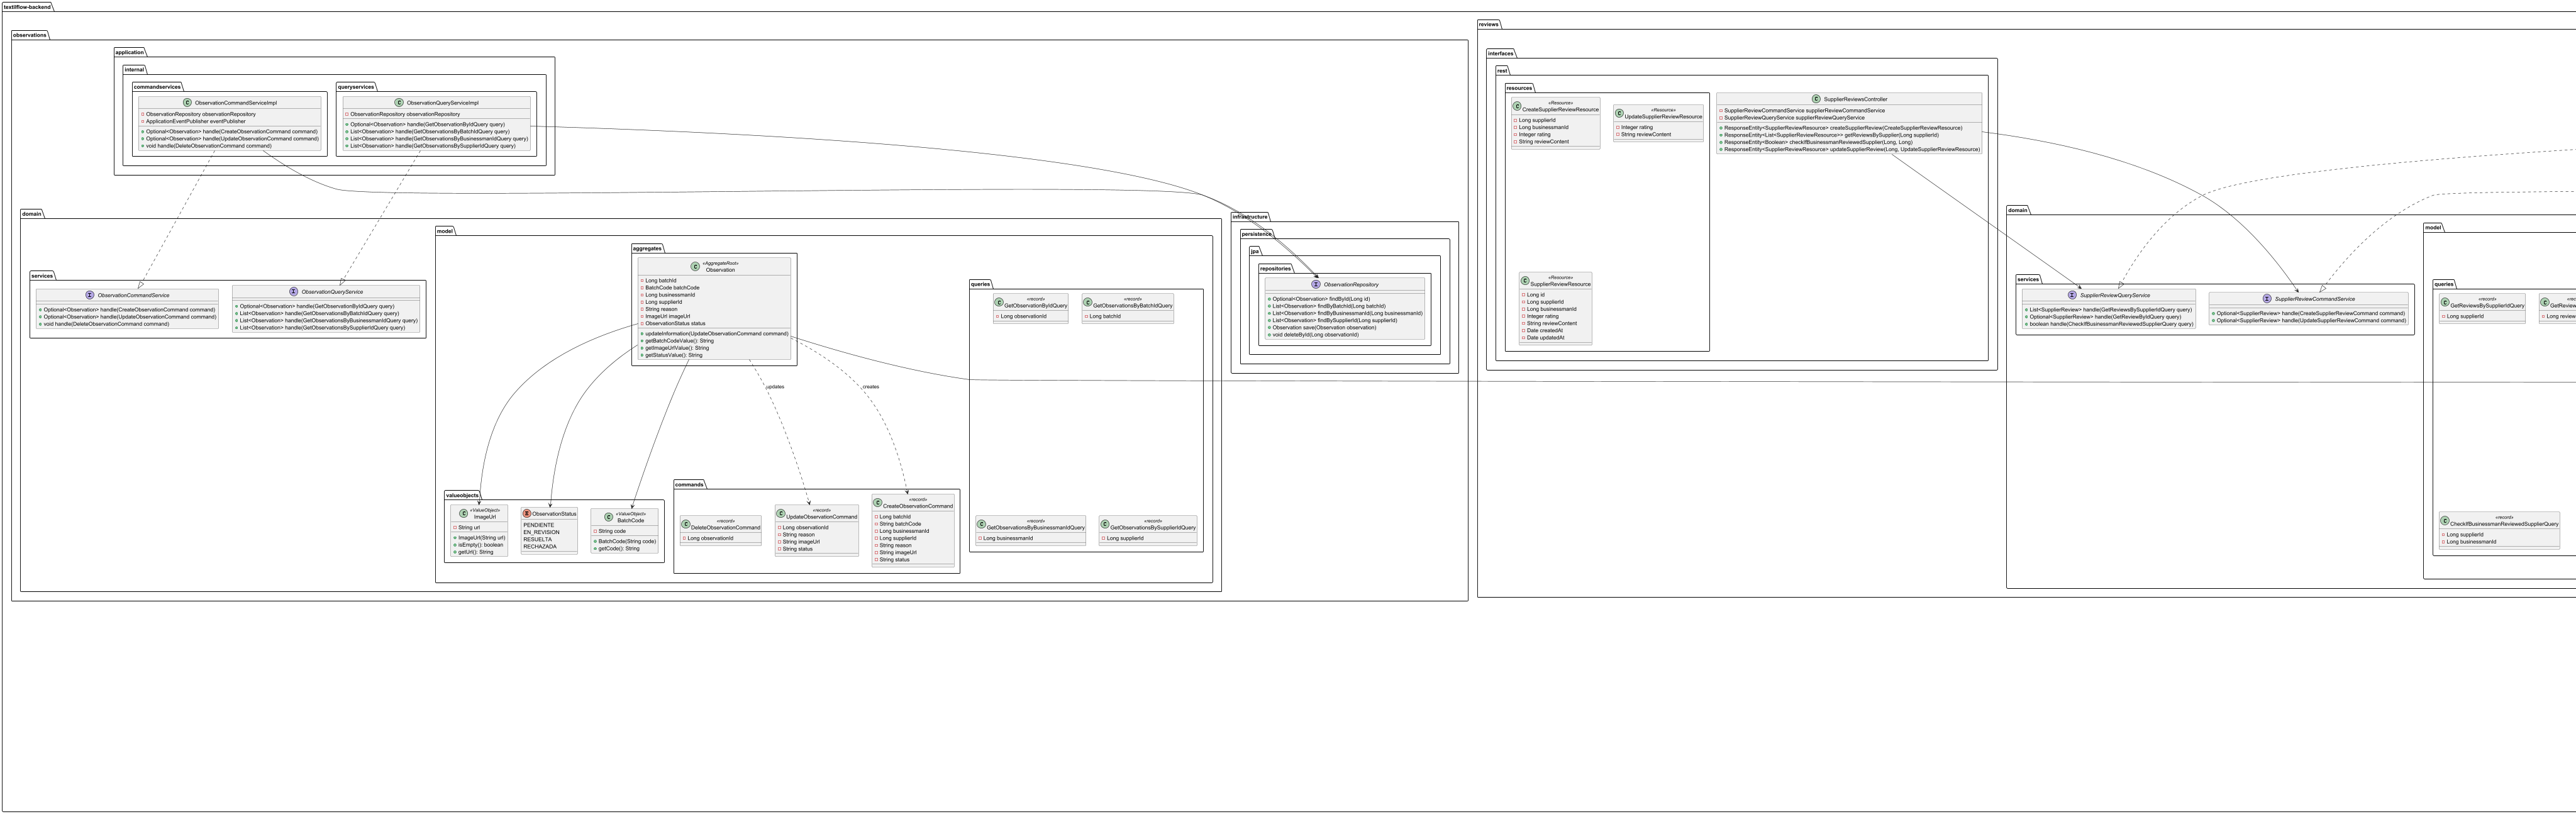 textilflow-backend
observations
application
internal
commandservices
ObservationCommandServiceImpl
ObservationRepository observationRepository
ApplicationEventPublisher eventPublisher
Optional<Observation> handle(CreateObservationCommand command)
Optional<Observation> handle(UpdateObservationCommand command)
void handle(DeleteObservationCommand command)
queryservices
ObservationQueryServiceImpl
ObservationRepository observationRepository
Optional<Observation> handle(GetObservationByIdQuery query)
List<Observation> handle(GetObservationsByBatchIdQuery query)
List<Observation> handle(GetObservationsByBusinessmanIdQuery query)
List<Observation> handle(GetObservationsBySupplierIdQuery query)
domain
services
ObservationCommandService
Optional<Observation> handle(CreateObservationCommand command)
Optional<Observation> handle(UpdateObservationCommand command)
void handle(DeleteObservationCommand command)
ObservationQueryService
Optional<Observation> handle(GetObservationByIdQuery query)
List<Observation> handle(GetObservationsByBatchIdQuery query)
List<Observation> handle(GetObservationsByBusinessmanIdQuery query)
List<Observation> handle(GetObservationsBySupplierIdQuery query)
model
aggregates
«AggregateRoot»
Observation
Long batchId
BatchCode batchCode
Long businessmanId
Long supplierId
String reason
ImageUrl imageUrl
ObservationStatus status
updateInformation(UpdateObservationCommand command)
getBatchCodeValue(): String
getImageUrlValue(): String
getStatusValue(): String
updates
creates
valueobjects
«ValueObject»
ImageUrl
String url
ImageUrl(String url)
isEmpty(): boolean
getUrl(): String
ObservationStatus
PENDIENTE
EN_REVISION
RESUELTA
RECHAZADA
«ValueObject»
BatchCode
String code
BatchCode(String code)
getCode(): String
commands
«record»
DeleteObservationCommand
Long observationId
«record»
UpdateObservationCommand
Long observationId
String reason
String imageUrl
String status
«record»
CreateObservationCommand
Long batchId
String batchCode
Long businessmanId
Long supplierId
String reason
String imageUrl
String status
queries
«record»
GetObservationByIdQuery
Long observationId
«record»
GetObservationsByBatchIdQuery
Long batchId
«record»
GetObservationsByBusinessmanIdQuery
Long businessmanId
«record»
GetObservationsBySupplierIdQuery
Long supplierId
infrastructure
persistence
jpa
repositories
ObservationRepository
Optional<Observation> findById(Long id)
List<Observation> findByBatchId(Long batchId)
List<Observation> findByBusinessmanId(Long businessmanId)
List<Observation> findBySupplierId(Long supplierId)
Observation save(Observation observation)
void deleteById(Long observationId)
reviews
interfaces
rest
resources
«Resource»
CreateSupplierReviewResource
Long supplierId
Long businessmanId
Integer rating
String reviewContent
«Resource»
UpdateSupplierReviewResource
Integer rating
String reviewContent
«Resource»
SupplierReviewResource
Long id
Long supplierId
Long businessmanId
Integer rating
String reviewContent
Date createdAt
Date updatedAt
SupplierReviewsController
SupplierReviewCommandService supplierReviewCommandService
SupplierReviewQueryService supplierReviewQueryService
ResponseEntity<SupplierReviewResource> createSupplierReview(CreateSupplierReviewResource)
ResponseEntity<List<SupplierReviewResource>> getReviewsBySupplier(Long supplierId)
ResponseEntity<Boolean> checkIfBusinessmanReviewedSupplier(Long, Long)
ResponseEntity<SupplierReviewResource> updateSupplierReview(Long, UpdateSupplierReviewResource)
domain
services
SupplierReviewQueryService
List<SupplierReview> handle(GetReviewsBySupplierIdQuery query)
Optional<SupplierReview> handle(GetReviewByIdQuery query)
boolean handle(CheckIfBusinessmanReviewedSupplierQuery query)
SupplierReviewCommandService
Optional<SupplierReview> handle(CreateSupplierReviewCommand command)
Optional<SupplierReview> handle(UpdateSupplierReviewCommand command)
model
queries
«record»
GetReviewsBySupplierIdQuery
Long supplierId
«rec
GetReview
Long review
«record»
CheckIfBusinessmanReviewedSupplierQuery
Long supplierId
Long businessmanId